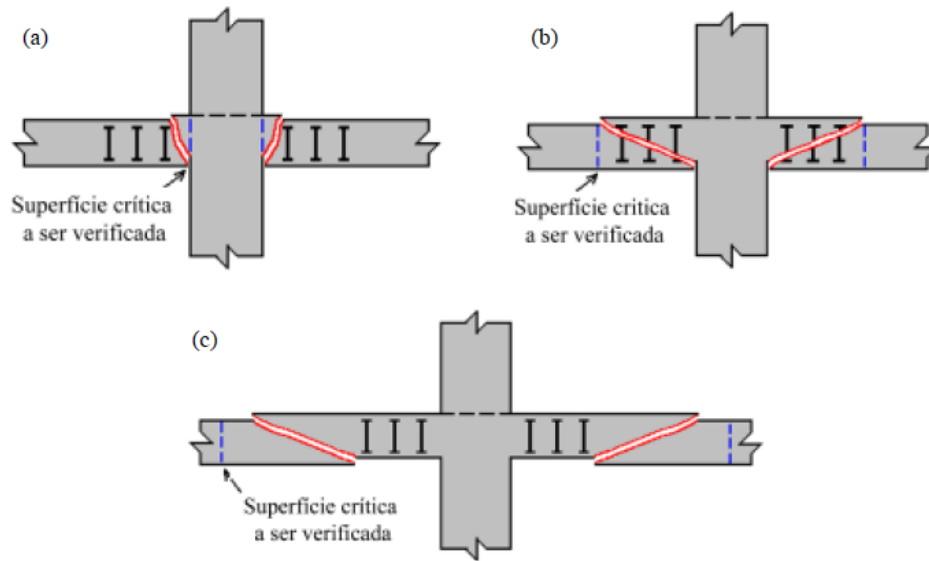 (a)
(b)
Superfície crítica
a ser verificada
Superfície crítica
a ser verificada
(c)
Superfície crítica
a ser verificada